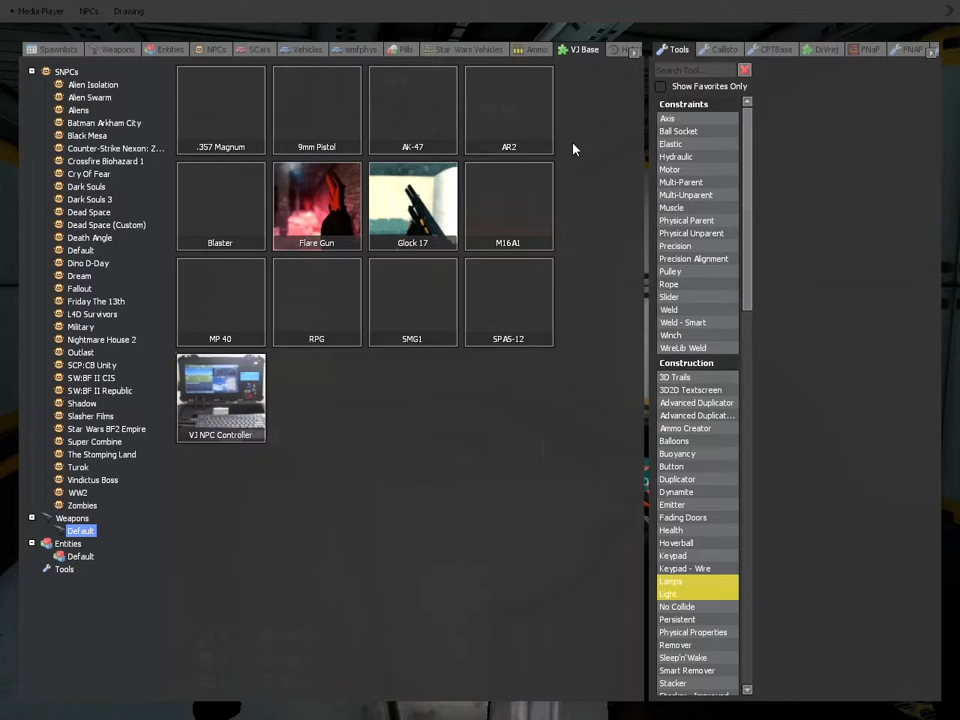 Media Player NPCs Drawing
Spawnlists Weapons Entities NPCs SCars Vehicles simfphys Pills Star Wars Vehicles Ammo VJ Base
Tools Callisto CPTBase DrVrej FNaF FNAF
SNPCs
Alien Isolation
Alien Swarm
Aliens
Batman Arkham City
Black Mesa
Counter-Strike Nexon: Z...
Crossfire Biohazard 1
Cry Of Fear
Dark Souls
Dark Souls 3
Dead Space
Dead Space (Custom)
Death Angle
Default
Dino D-Day
Dream
Fallout
Friday The 13th
L4D Survivors
Military
Nightmare House 2
Outlast
SCP:CB Unity
SW:BF II CIS
SW:BF II Republic
Shadow
Slasher Films
Star Wars BF2 Empire
Super Combine
The Stomping Land
Turok
Vindictus Boss
WW2
Zombies
Weapons
Default
Entities
Default
Tools
.357 Magnum 9mm Pistol AK-47 AR2
Blaster Flare Gun Glock 17 M16A1
MP 40 RPG SMG1 SPAS-12
VJ NPC Controller
Search Tool...
Show Favorites Only
Constraints
Axis
Ball Socket
Elastic
Hydraulic
Motor
Multi-Parent
Multi-Unparent
Muscle
Physical Parent
Physical Unparent
Precision
Precision Alignment
Pulley
Rope
Slider
Weld
Weld - Smart
Winch
WireLib Weld
Construction
3D Trails
3D2D Textscreen
Advanced Duplicator
Advanced Duplicat...
Ammo Creator
Balloons
Buoyancy
Button
Duplicator
Dynamite
Emitter
Fading Doors
Health
Hoverball
Keypad
Keypad - Wire
Lamps
Light
No Collide
Persistent
Physical Properties
Remover
Sleep'n'Wake
Smart Remover
Stacker